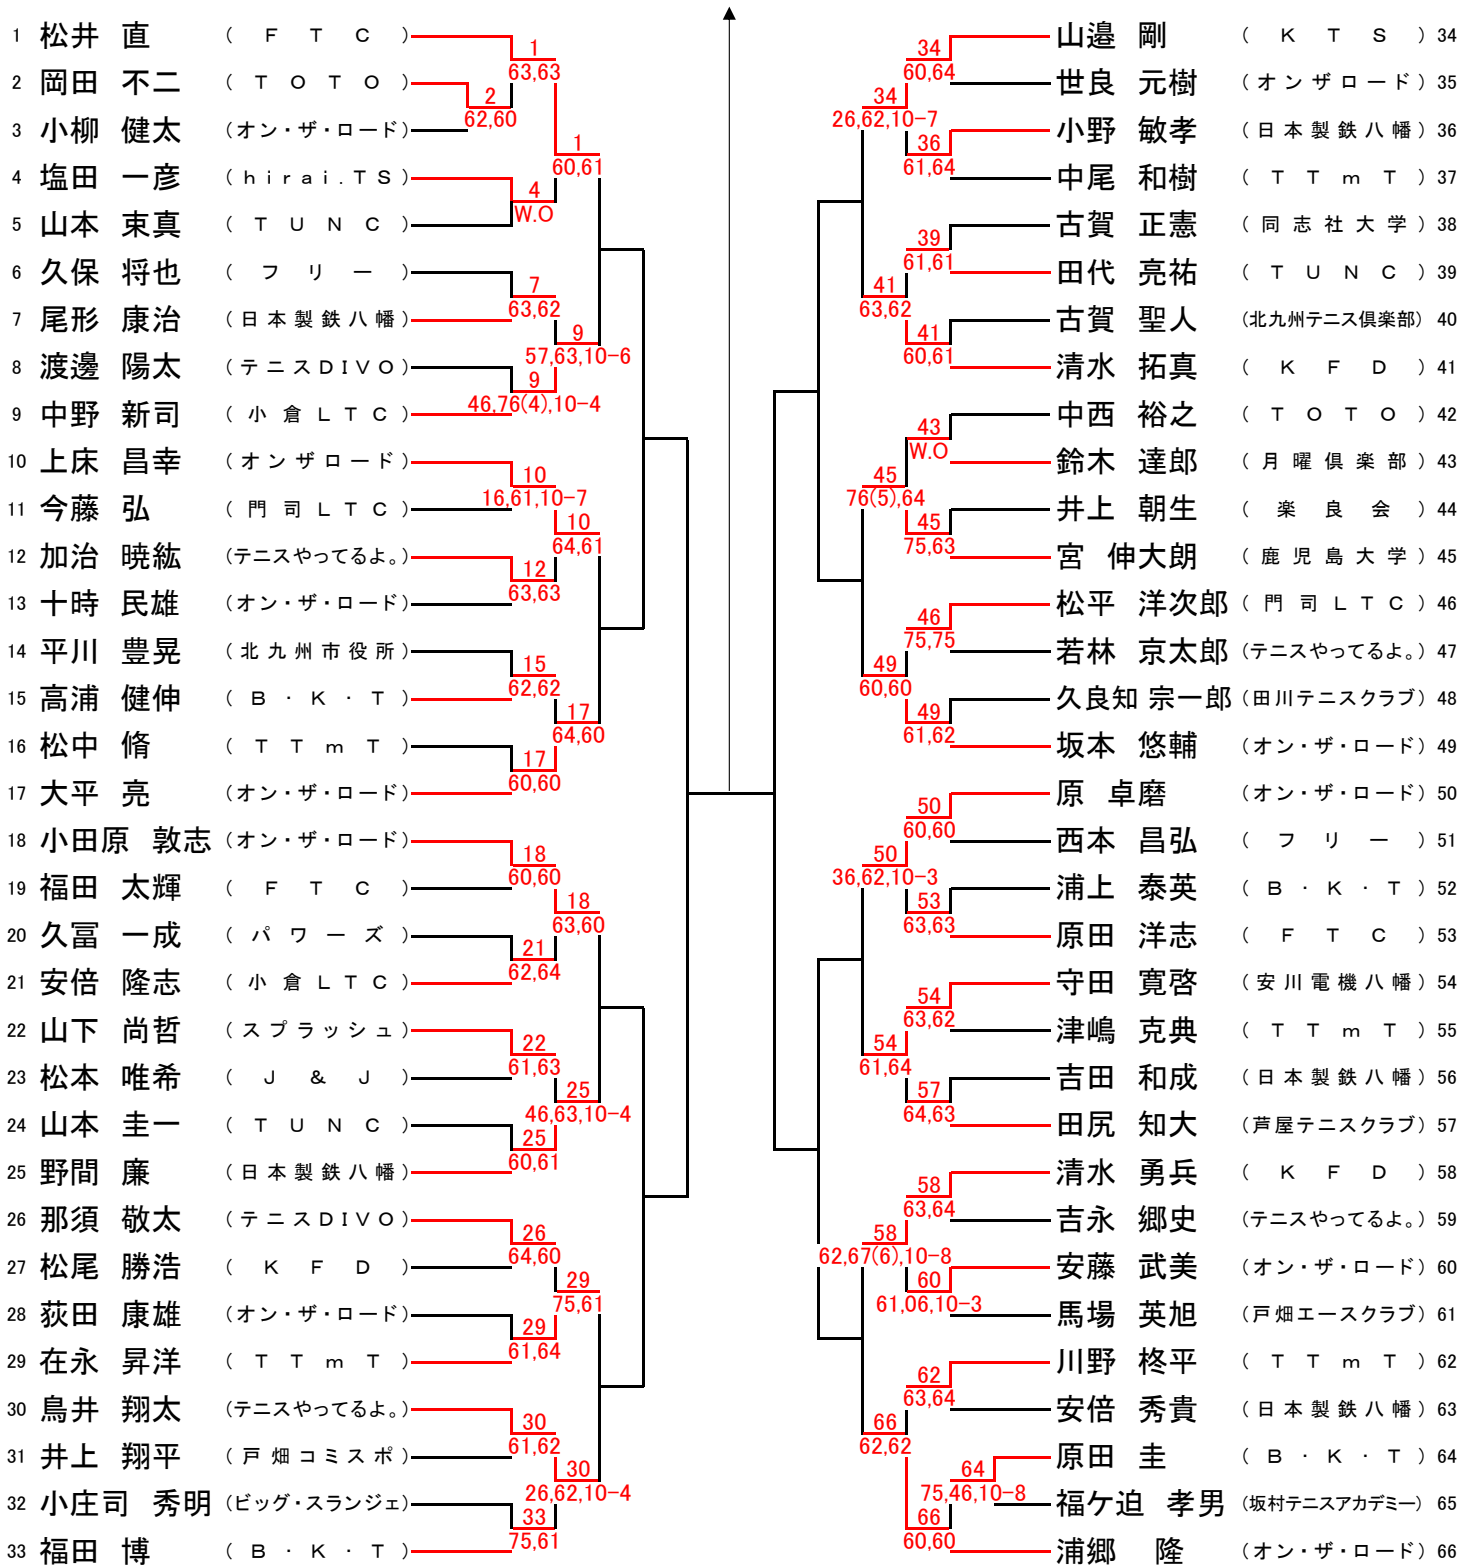 1 松井 直 (FTC)
2 岡田 不二 (TOTO)
3 小柳 健太 (オン・ザ・ロード)
4 塩田 一彦 (hirai.TS)
5 山本 束真 (TUNC)
6 久保 将也 (フリー)
7 尾形 康治 (日本製鉄八幡)
8 渡邊 陽太 (テニスDIVO)
9 中野 新司 (小倉LTC)
10 上床 昌幸 (オンザロード)
11 今藤 弘 (門司LTC)
12 加治 暁紘 (テニスやってるよ。)
13 十時 民雄 (オン・ザ・ロード)
14 平川 豊晃 (北九州市役所)
15 高浦 健伸 (B・K・T)
16 松中 脩 (TTmT)
17 大平 亮 (オン・ザ・ロード)
18 小田原 敦志 (オン・ザ・ロード)
19 福田 太輝 (FTC)
20 久冨 一成 (パワーズ)
21 安倍 隆志 (小倉LTC)
22 山下 尚哲 (スプラッシュ)
23 松本 唯希 (J&J)
24 山本 圭一 (TUNC)
25 野間 廉 (日本製鉄八幡)
26 那須 敬太 (テニスDIVO)
27 松尾 勝浩 (KFD)
28 荻田 康雄 (オン・ザ・ロード)
29 在永 昇洋 (TTmT)
30 鳥井 翔太 (テニスやってるよ。)
31 井上 翔平 (戸畑コミスポ)
32 小庄司 秀明 (ビッグ・スランジェ)
33 福田 博 (B・K・T)
1
63,63
2
62,60
4
W.O
7
63,62
9
46,76(4),10-4
10
16,61,10-7
12
63,63
15
62,62
17
60,60
18
60,60
21
62,64
22
61,63
25
60,61
26
64,60
29
61,64
30
61,62
33
75,61
1
60,61
9
57,63,10-6
10
64,61
17
64,60
18
63,60
25
46,63,10-4
29
75,61
30
26,62,10-4
34
26,62,10-7
41
63,62
45
76(5),64
49
60,60
50
36,62,10-3
54
61,64
58
62,67(6),10-8
66
62,62
34
60,64
36
61,64
39
61,61
41
60,61
43
W.O
45
75,63
46
75,75
49
61,62
50
60,60
53
63,63
54
63,62
57
64,63
58
63,64
60
61,06,10-3
62
63,64
64
75,46,10-8
66
60,60
山邉 剛 (KTS) 34
世良 元樹 (オンザロード) 35
小野 敏孝 (日本製鉄八幡) 36
中尾 和樹 (TTmT) 37
古賀 正憲 (同志社大学) 38
田代 亮祐 (TUNC) 39
古賀 聖人 (北九州テニス倶楽部) 40
清水 拓真 (KFD) 41
中西 裕之 (TOTO) 42
鈴木 達郎 (月曜倶楽部) 43
井上 朝生 (楽良会) 44
宮 伸大朗 (鹿児島大学) 45
松平 洋次郎 (門司LTC) 46
若林 京太郎 (テニスやってるよ。) 47
久良知 宗一郎 (田川テニスクラブ) 48
坂本 悠輔 (オン・ザ・ロード) 49
原 卓磨 (オン・ザ・ロード) 50
西本 昌弘 (フリー) 51
浦上 泰英 (B・K・T) 52
原田 洋志 (FTC) 53
守田 寛啓 (安川電機八幡) 54
津嶋 克典 (TTmT) 55
吉田 和成 (日本製鉄八幡) 56
田尻 知大 (芦屋テニスクラブ) 57
清水 勇兵 (KFD) 58
吉永 郷史 (テニスやってるよ。) 59
安藤 武美 (オン・ザ・ロード) 60
馬場 英旭 (戸畑エースクラブ) 61
川野 柊平 (TTmT) 62
安倍 秀貴 (日本製鉄八幡) 63
原田 圭 (B・K・T) 64
福ケ迫 孝男 (坂村テニスアカデミー) 65
浦郷 隆 (オン・ザ・ロード) 66